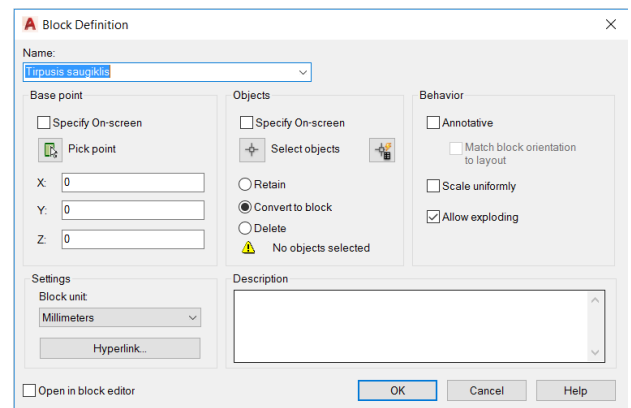 Block Definition
Name:
Tirpusis saugiklis
Base point
Specify On-screen
Pick point
X: 0
Y: 0
Z: 0
Objects
Specify On-screen
Select objects
Retain
Convert to block
Delete
No objects selected
Behavior
Annotative
Match block orientation
to layout
Scale uniformly
Allow exploding
Settings
Block unit:
Millimeters
Hyperlink...
Description
Open in block editor
OK
Cancel
Help